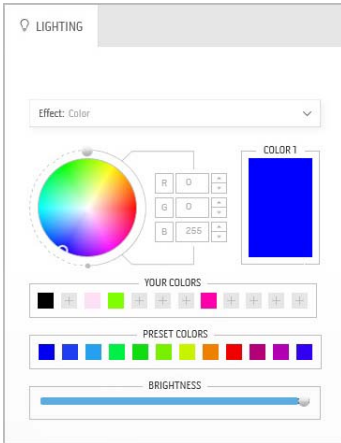 LIGHTING
Effect: Color
COLOR 1
R 0
G 0
B 255
YOUR COLORS
PRESET COLORS
BRIGHTNESS